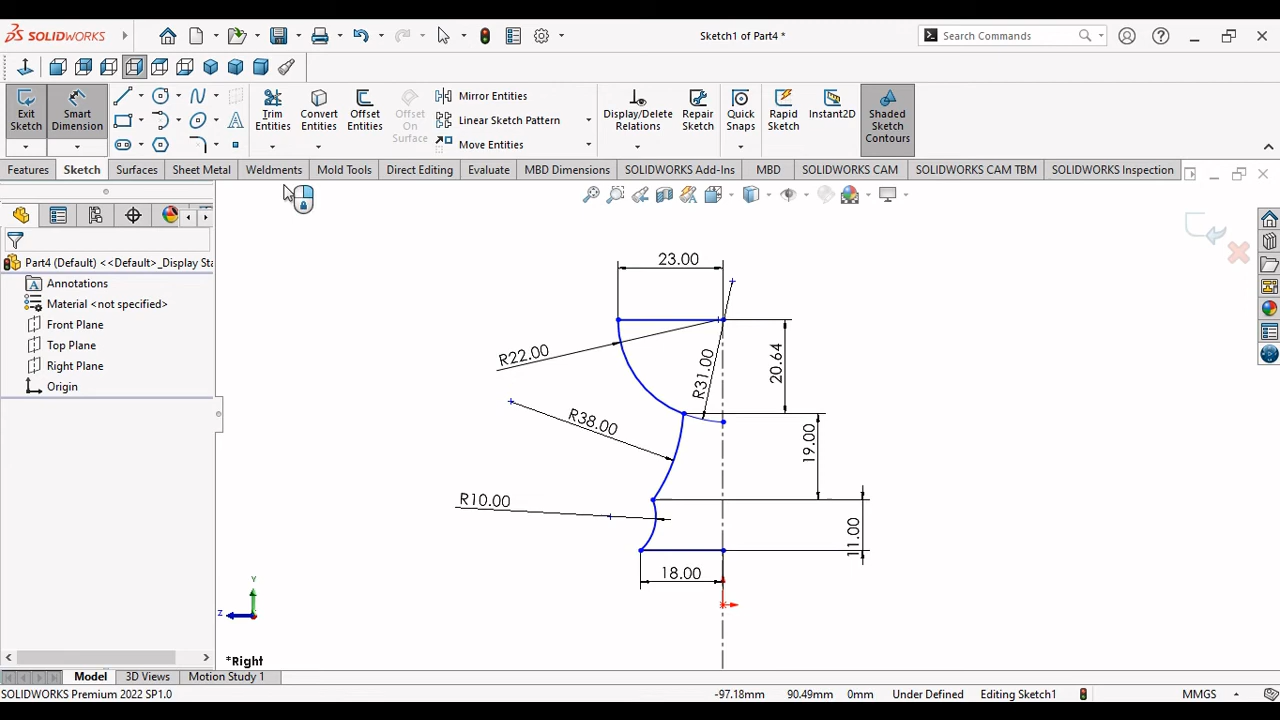 SOLIDWORKS
Sketch1 of Part4 *
Search Commands
Exit Sketch
Smart Dimension
Trim Entities
Convert Entities
Offset Entities
Offset On Surface
Mirror Entities
Linear Sketch Pattern
Move Entities
Display/Delete Relations
Repair Sketch
Quick Snaps
Rapid Sketch
Instant2D
Shaded Sketch Contours
Features
Sketch
Surfaces
Sheet Metal
Weldments
Mold Tools
Direct Editing
Evaluate
MBD Dimensions
SOLIDWORKS Add-Ins
MBD
SOLIDWORKS CAM
SOLIDWORKS CAM TBM
SOLIDWORKS Inspection
Part4 (Default) <<Default>_Display Sta
Annotations
Material <not specified>
Front Plane
Top Plane
Right Plane
Origin
23.00
R22.00
R31.00
20.64
R38.00
19.00
R10.00
11.00
18.00
Y
Z
*Right
Model
3D Views
Motion Study 1
SOLIDWORKS Premium 2022 SP1.0
-97.18mm
90.49mm
0mm
Under Defined
Editing Sketch1
MMGS